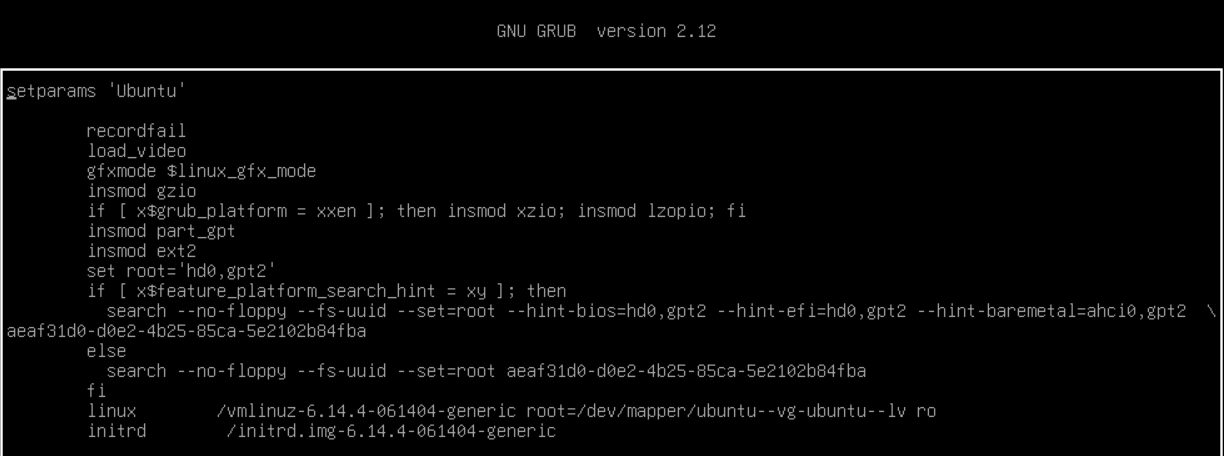 GNU GRUB  version 2.12
setparams 'Ubuntu'
recordfail
load_video
gfxmode $linux_gfx_mode
insmod gzio
if [ x$grub_platform = xxen ]; then insmod xzio; insmod lzopio; fi
insmod part_gpt
insmod ext2
set root='hd0,gpt2'
if [ x$feature_platform_search_hint = xy ]; then
search --no-floppy --fs-uuid --set=root --hint-bios=hd0,gpt2 --hint-efi=hd0,gpt2 --hint-baremetal=ahci0,gpt2  \
aeaf31d0-d0e2-4b25-85ca-5e2102b84fba
else
search --no-floppy --fs-uuid --set=root aeaf31d0-d0e2-4b25-85ca-5e2102b84fba
fi
linux        /vmlinuz-6.14.4-061404-generic root=/dev/mapper/ubuntu--vg-ubuntu--lv ro
initrd        /initrd.img-6.14.4-061404-generic